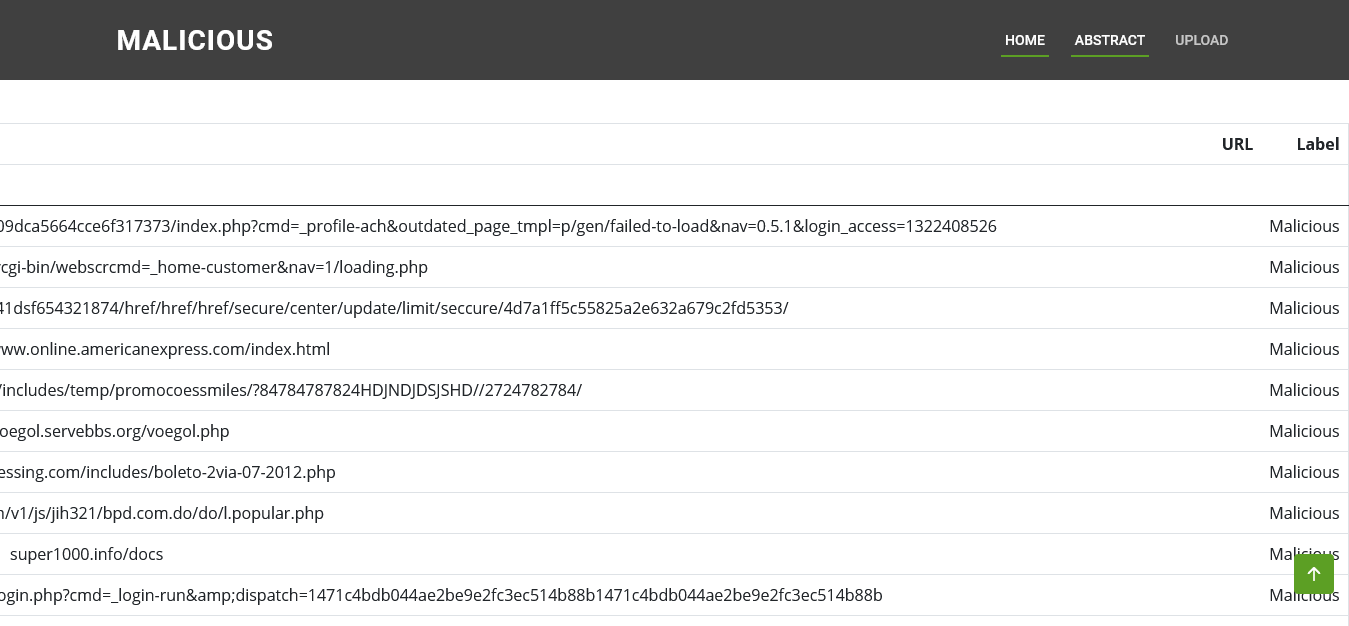 MALICIOUS
HOME ABSTRACT UPLOAD
URL Label
09dca5664cce6f317373/index.php?cmd=_profile-ach&outdated_page_tmpl=p/gen/failed-to-load&nav=0.5.1&login_access=1322408526 Malicious
cgi-bin/webscrcmd=_home-customer&nav=1/loading.php Malicious
41dsf654321874/href/href/href/secure/center/update/limit/seccure/4d7a1ff5c55825a2e632a679c2fd5353/ Malicious
ww.online.americanexpress.com/index.html Malicious
/includes/temp/promocoessmiles/?84784787824HDJNDJDSJSHD//2724782784/ Malicious
oegol.servebbs.org/voegol.php Malicious
essing.com/includes/boleto-2via-07-2012.php Malicious
/v1/js/jih321/bpd.com.do/do/l.popular.php Malicious
super1000.info/docs Malicious
ogin.php?cmd=_login-run&amp;dispatch=1471c4bdb044ae2be9e2fc3ec514b88b1471c4bdb044ae2be9e2fc3ec514b88b Malicious